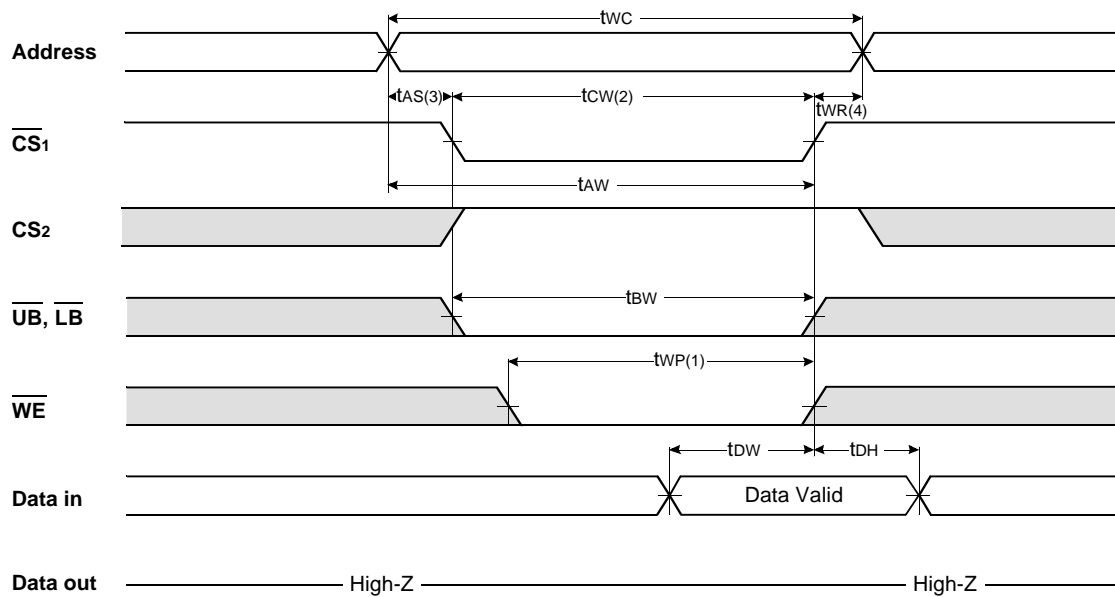 tWC
Address
tAS(3) tCW(2) tWR(4)
CS1
tAW
CS2
tBW
UB, LB
tWP(1)
WE
tDW tDH
Data in Data Valid
Data out High-Z High-Z